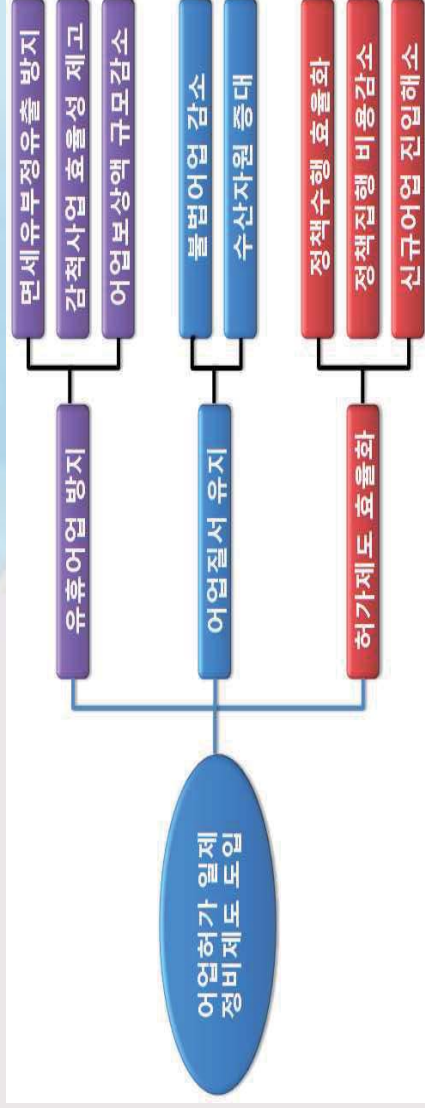 어업허가 일제
정비제도 도입
유휴어업 방지
면세유부정유출 방지
감척사업 효율성 제고
어업보상액 규모감소
어업질서 유지
불법어업 감소
수산자원 증대
허가제도 효율화
정책수행 효율화
정책집행 비용감소
신규어업 진입해소